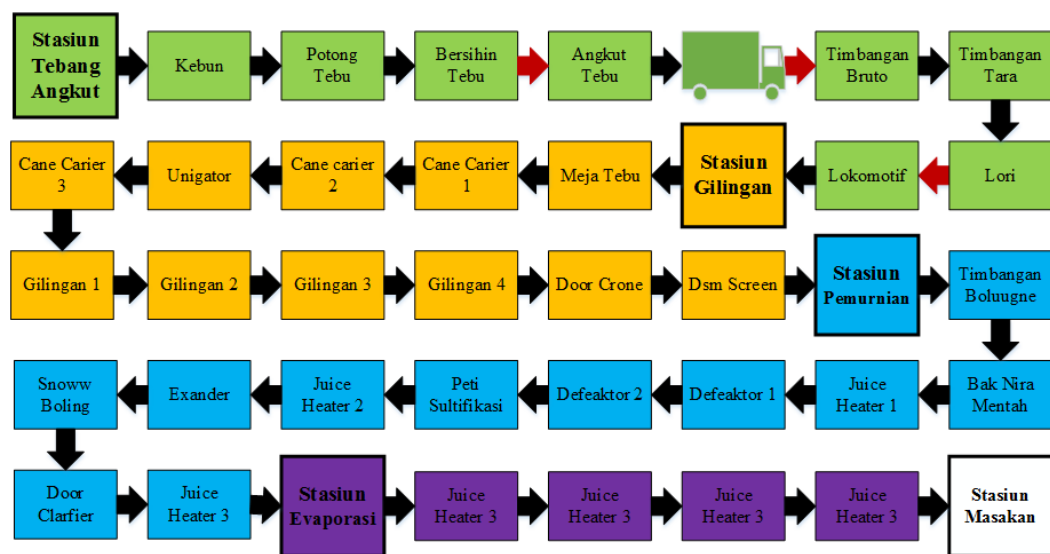 Stasiun
Tebang
Angkut
Kebun
Potong
Tebu
Bersihin
Tebu
Angkut
Tebu
Timbangan
Bruto
Timbangan
Tara
Cane Carier
3
Unigator
Cane carier
2
Cane Carier
1
Meja Tebu
Stasiun
Gilingan
Lokomotif
Lori
Gilingan 1
Gilingan 2
Gilingan 3
Gilingan 4
Door Crone
Dsm Screen
Stasiun
Pemurnian
Timbangan
Boluugne
Snoww
Boling
Exander
Juice
Heater 2
Peti
Sultifikasi
Defeaktor 2
Defeaktor 1
Juice
Heater 1
Bak Nira
Mentah
Door
Clarfier
Juice
Heater 3
Stasiun
Evaporasi
Juice
Heater 3
Juice
Heater 3
Juice
Heater 3
Juice
Heater 3
Stasiun
Masakan